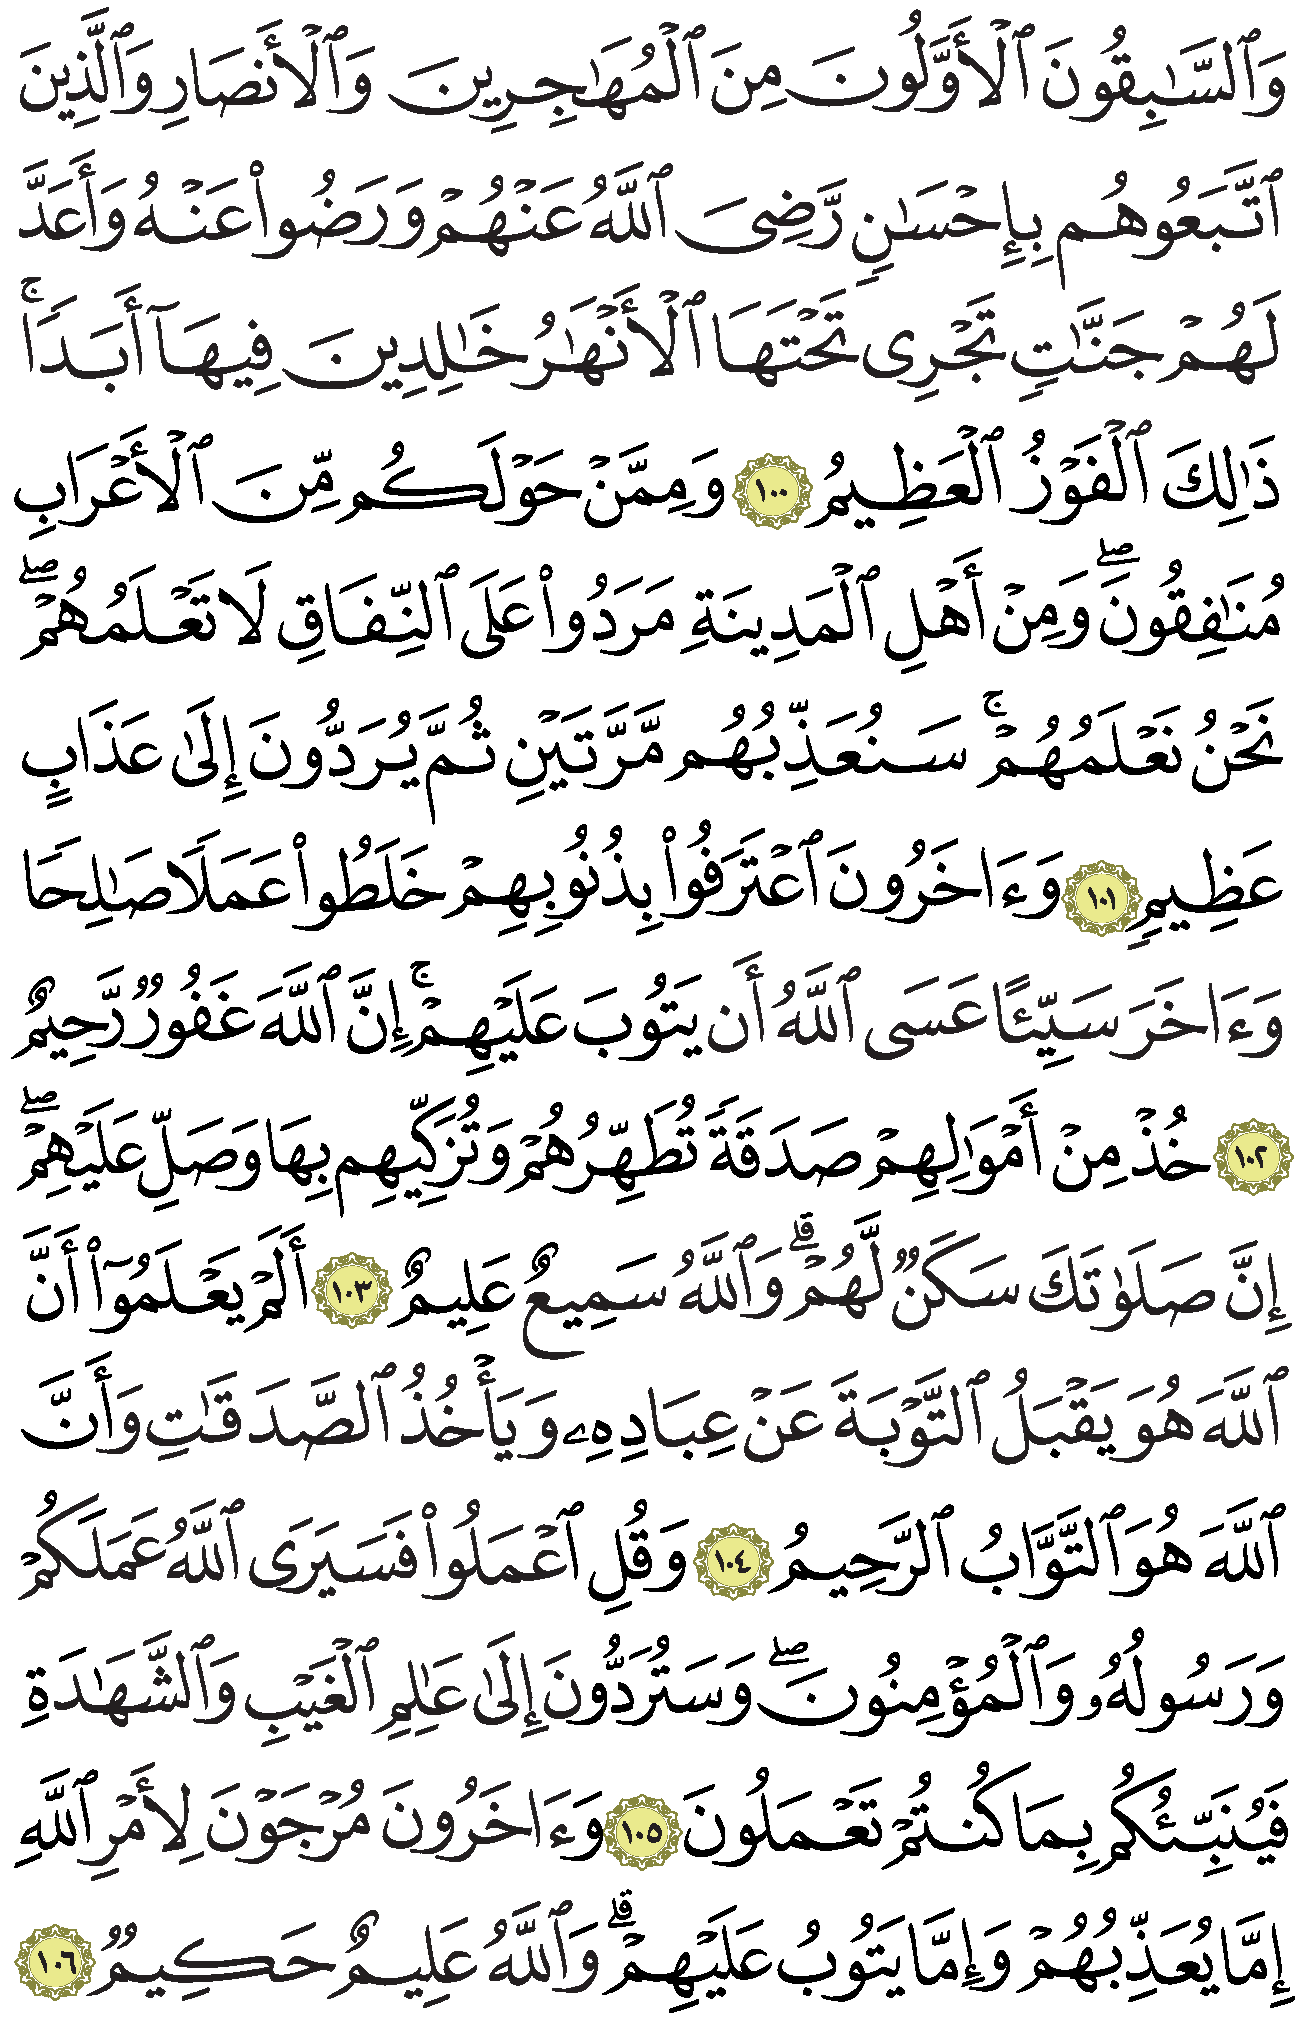 وَٱلسَّـٰبِقُونَ ٱلْأَوَّلُونَ مِنَ ٱلْمُهَـٰجِرِينَ وَٱلْأَنصَارِ وَٱلَّذِينَ
ٱتَّبَعُوهُم بِإِحْسَـٰنٍ رَّضِىَ ٱللَّهُ عَنْهُمْ وَرَضُوا۟ عَنْهُ وَأَعَدَّ
لَهُمْ جَنَّـٰتٍ تَجْرِى تَحْتَهَا ٱلْأَنْهَـٰرُ خَـٰلِدِينَ فِيهَآ أَبَدًا ۚ
ذَٰلِكَ ٱلْفَوْزُ ٱلْعَظِيمُ ١٠٠ وَمِمَّنْ حَوْلَكُم مِّنَ ٱلْأَعْرَابِ
مُنَـٰفِقُونَ ۖ وَمِنْ أَهْلِ ٱلْمَدِينَةِ مَرَدُوا۟ عَلَى ٱلنِّفَاقِ لَا تَعْلَمُهُمْ ۖ
نَحْنُ نَعْلَمُهُمْ ۚ سَنُعَذِّبُهُم مَّرَّتَيْنِ ثُمَّ يُرَدُّونَ إِلَىٰ عَذَابٍ
عَظِيمٍ ١٠١ وَءَاخَرُونَ ٱعْتَرَفُوا۟ بِذُنُوبِهِمْ خَلَطُوا۟ عَمَلًا صَـٰلِحًا
وَءَاخَرَ سَيِّئًا عَسَى ٱللَّهُ أَن يَتُوبَ عَلَيْهِمْ ۚ إِنَّ ٱللَّهَ غَفُورٌ رَّحِيمٌ
١٠٢ خُذْ مِنْ أَمْوَٰلِهِمْ صَدَقَةً تُطَهِّرُهُمْ وَتُزَكِّيهِم بِهَا وَصَلِّ عَلَيْهِمْ ۖ
إِنَّ صَلَوٰتَكَ سَكَنٌ لَّهُمْ ۗ وَٱللَّهُ سَمِيعٌ عَلِيمٌ ١٠٣ أَلَمْ يَعْلَمُوٓا۟ أَنَّ
ٱللَّهَ هُوَ يَقْبَلُ ٱلتَّوْبَةَ عَنْ عِبَادِهِۦ وَيَأْخُذُ ٱلصَّدَقَـٰتِ وَأَنَّ
ٱللَّهَ هُوَ ٱلتَّوَّابُ ٱلرَّحِيمُ ١٠٤ وَقُلِ ٱعْمَلُوا۟ فَسَيَرَى ٱللَّهُ عَمَلَكُمْ
وَرَسُولُهُۥ وَٱلْمُؤْمِنُونَ ۖ وَسَتُرَدُّونَ إِلَىٰ عَـٰلِمِ ٱلْغَيْبِ وَٱلشَّهَـٰدَةِ
فَيُنَبِّئُكُم بِمَا كُنتُمْ تَعْمَلُونَ ١٠٥ وَءَاخَرُونَ مُرْجَوْنَ لِأَمْرِ ٱللَّهِ
إِمَّا يُعَذِّبُهُمْ وَإِمَّا يَتُوبُ عَلَيْهِمْ ۗ وَٱللَّهُ عَلِيمٌ حَكِيمٌ ١٠٦